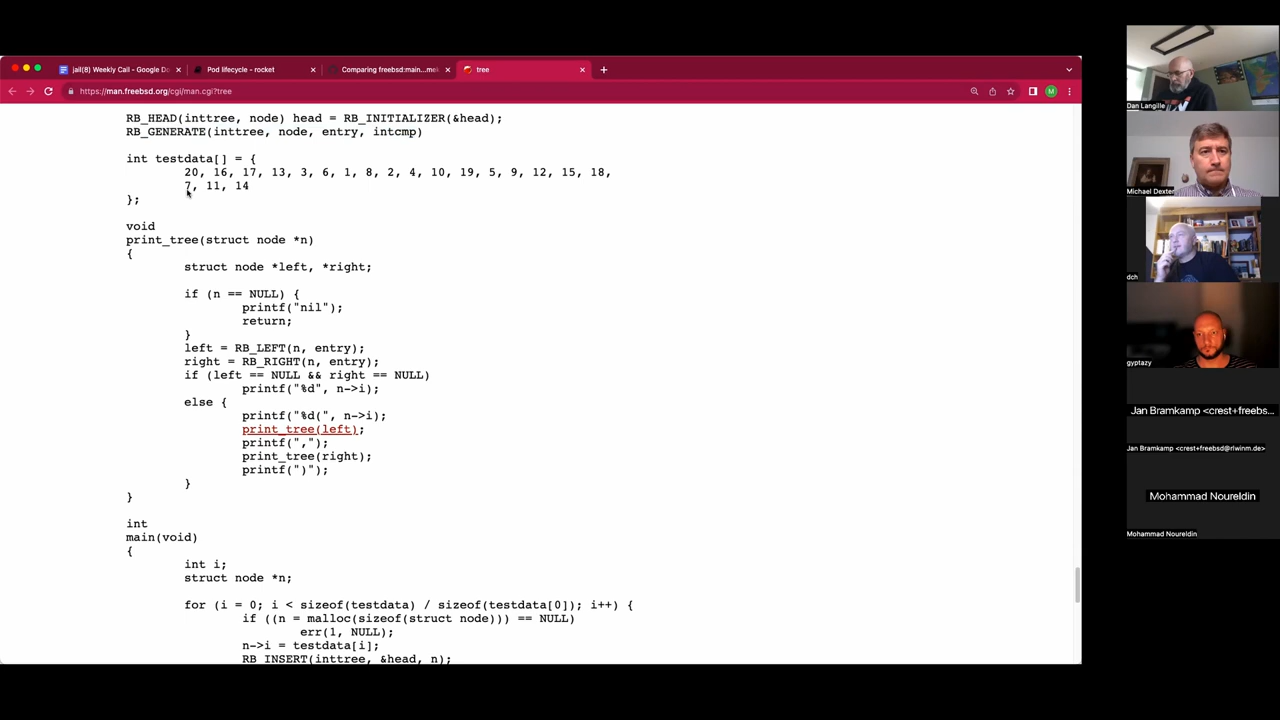 jail(8) Weekly Call - Google Do
Pod lifecycle - rocket
Comparing freebsd:main...mek
tree
https://man.freebsd.org/cgi/man.cgi?tree
M
RB_HEAD(inttree, node) head = RB_INITIALIZER(&head);
RB_GENERATE(inttree, node, entry, intcmp)
int testdata[] = {
20, 16, 17, 13, 3, 6, 1, 8, 2, 4, 10, 19, 5, 9, 12, 15, 18,
7, 11, 14
};
void
print_tree(struct node *n)
{
struct node *left, *right;
if (n == NULL) {
printf("nil");
return;
}
left = RB_LEFT(n, entry);
right = RB_RIGHT(n, entry);
if (left == NULL && right == NULL)
printf("%d", n->i);
else {
printf("%d(", n->i);
print_tree(left);
printf(",");
print_tree(right);
printf(")");
}
}
int
main(void)
{
int i;
struct node *n;
for (i = 0; i < sizeof(testdata) / sizeof(testdata[0]); i++) {
if ((n = malloc(sizeof(struct node))) == NULL)
err(1, NULL);
n->i = testdata[i];
RB_INSERT(inttree, &head, n);
Dan Langille
Michael Dexter
dch
gyptazy
Jan Bramkamp <crest+freebs...
Jan Bramkamp <crest+freebsd@rlwinm.de>
Mohammad Noureldin
Mohammad Noureldin